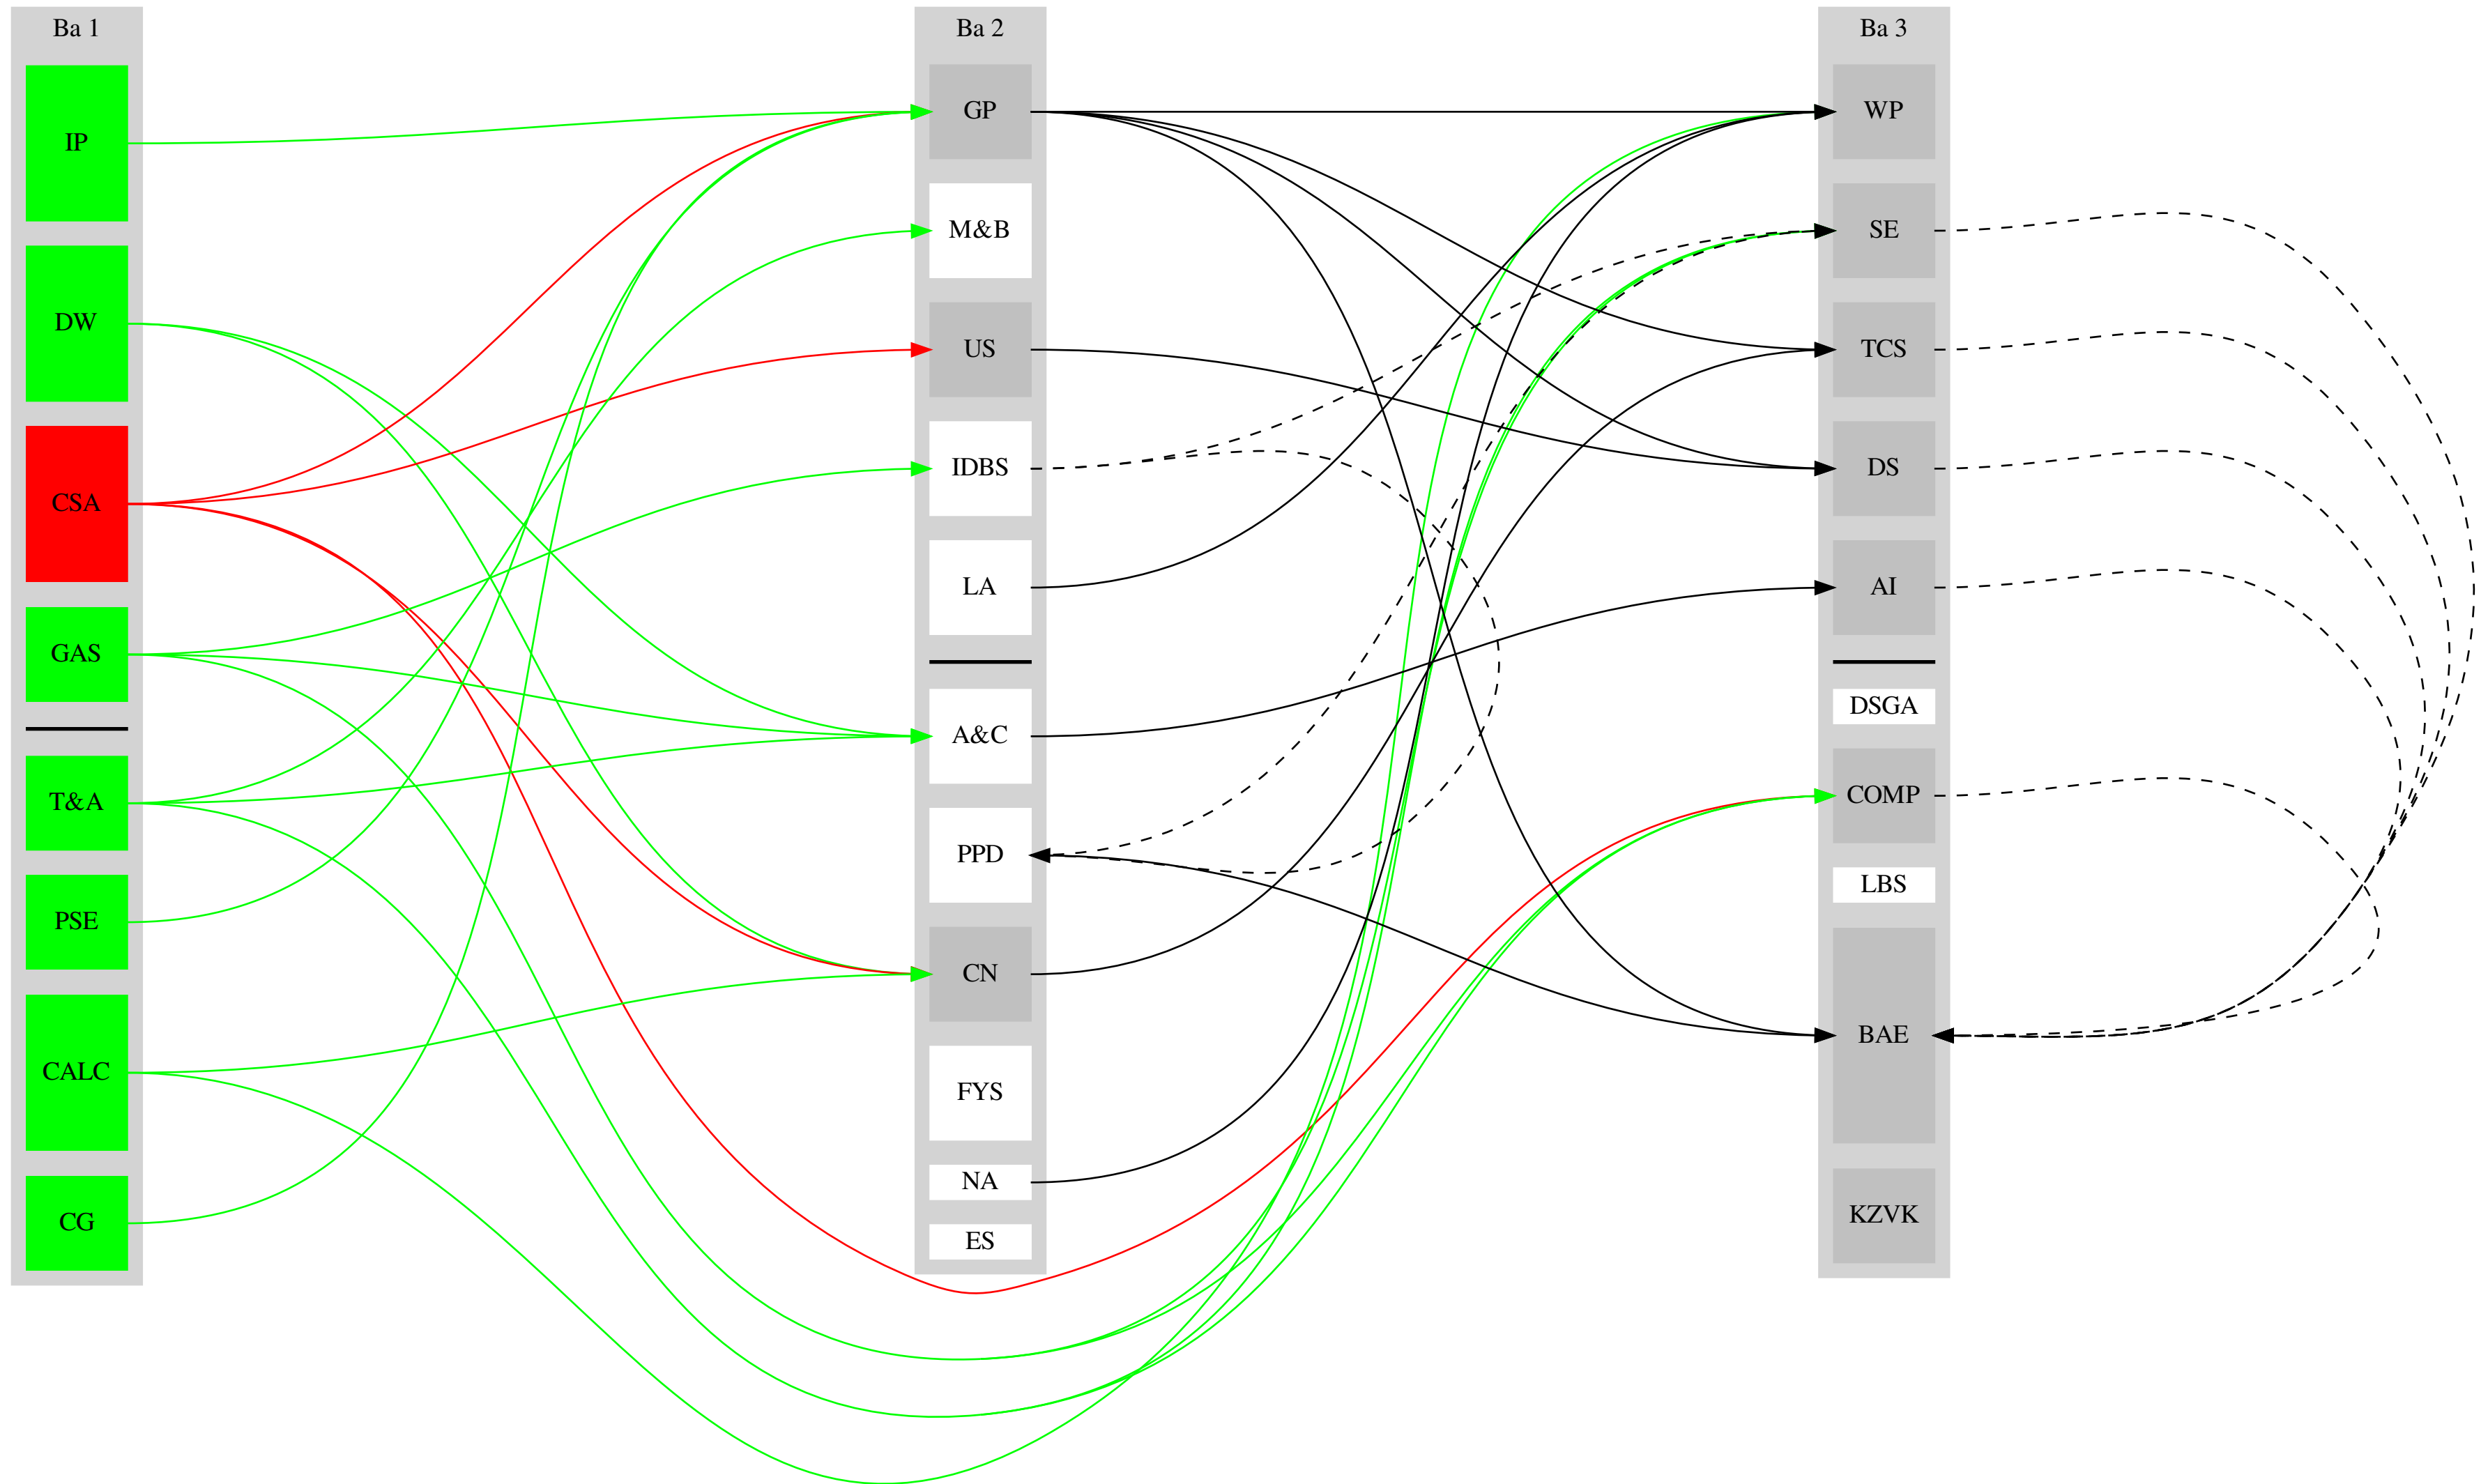 Ba 1
IP
DW
CSA
GAS
T&A
PSE
CALC
CG
Ba 2
GP
M&B
US
IDBS
LA
A&C
PPD
CN
FYS
NA
ES
Ba 3
WP
SE
TCS
DS
AI
DSGA
COMP
LBS
BAE
KZVK